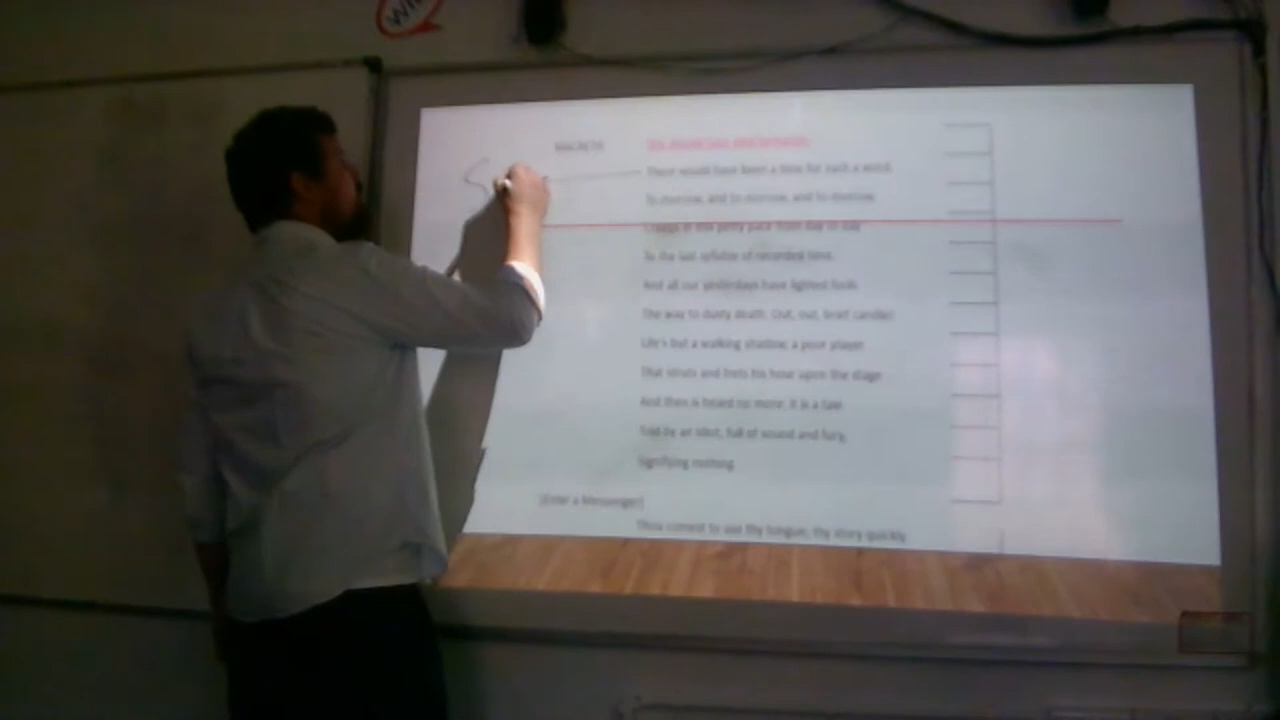 MACBETH She should have died hereafter;
There would have been a time for such a word.
To-morrow, and to-morrow, and to-morrow,
Creeps in this petty pace from day to day
To the last syllable of recorded time,
And all our yesterdays have lighted fools
The way to dusty death. Out, out, brief candle!
Life's but a walking shadow, a poor player
That struts and frets his hour upon the stage
And then is heard no more: it is a tale
Told by an idiot, full of sound and fury,
Signifying nothing.
[Enter a Messenger]
Thou comest to use thy tongue; thy story quickly.